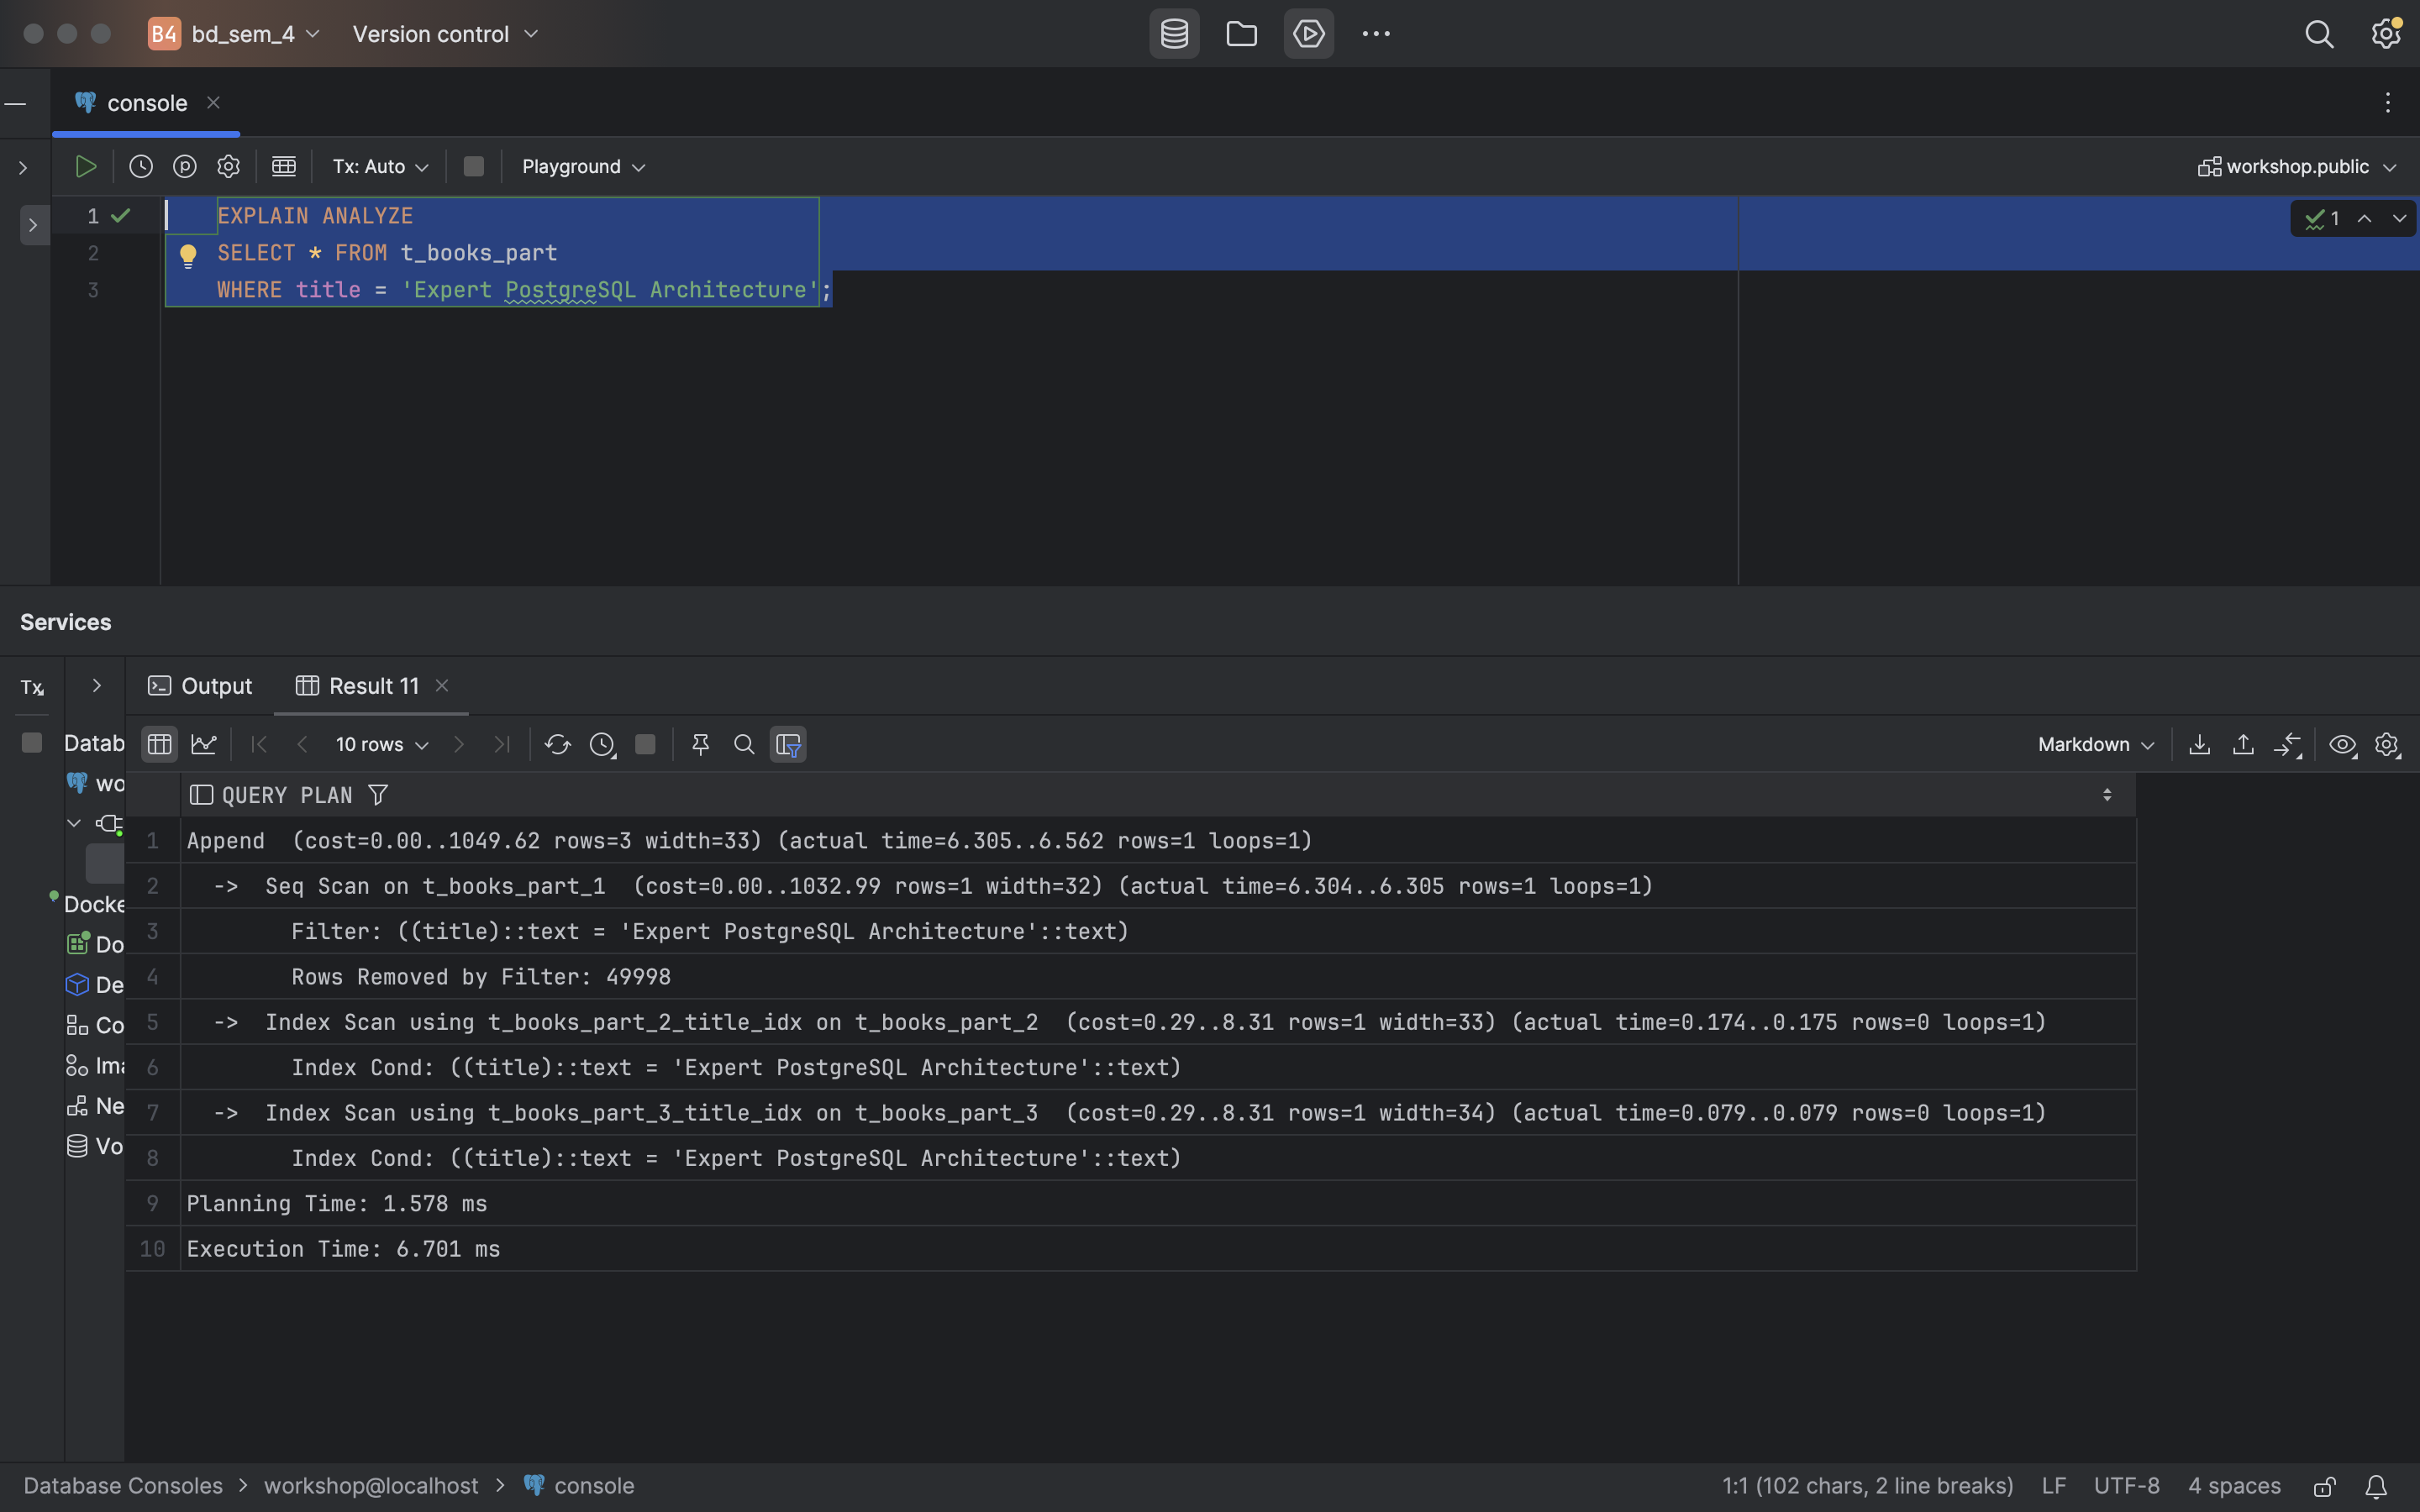 B4 bd_sem_4 Version control
console
Tx: Auto Playground workshop.public
1 EXPLAIN ANALYZE 1
2 SELECT * FROM t_books_part
3 WHERE title = 'Expert PostgreSQL Architecture';
Services
Tx Output Result 11
Datab 10 rows Markdown
wo QUERY PLAN
1 Append  (cost=0.00..1049.62 rows=3 width=33) (actual time=6.305..6.562 rows=1 loops=1)
2 ->  Seq Scan on t_books_part_1  (cost=0.00..1032.99 rows=1 width=32) (actual time=6.304..6.305 rows=1 loops=1)
Docke
3 Filter: ((title)::text = 'Expert PostgreSQL Architecture'::text)
Do
4 Rows Removed by Filter: 49998
De
5 ->  Index Scan using t_books_part_2_title_idx on t_books_part_2  (cost=0.29..8.31 rows=1 width=33) (actual time=0.174..0.175 rows=0 loops=1)
Co
6 Index Cond: ((title)::text = 'Expert PostgreSQL Architecture'::text)
Ima
7 ->  Index Scan using t_books_part_3_title_idx on t_books_part_3  (cost=0.29..8.31 rows=1 width=34) (actual time=0.079..0.079 rows=0 loops=1)
Ne
8 Index Cond: ((title)::text = 'Expert PostgreSQL Architecture'::text)
Vo
9 Planning Time: 1.578 ms
10 Execution Time: 6.701 ms
Database Consoles > workshop@localhost > console 1:1 (102 chars, 2 line breaks) LF UTF-8 4 spaces